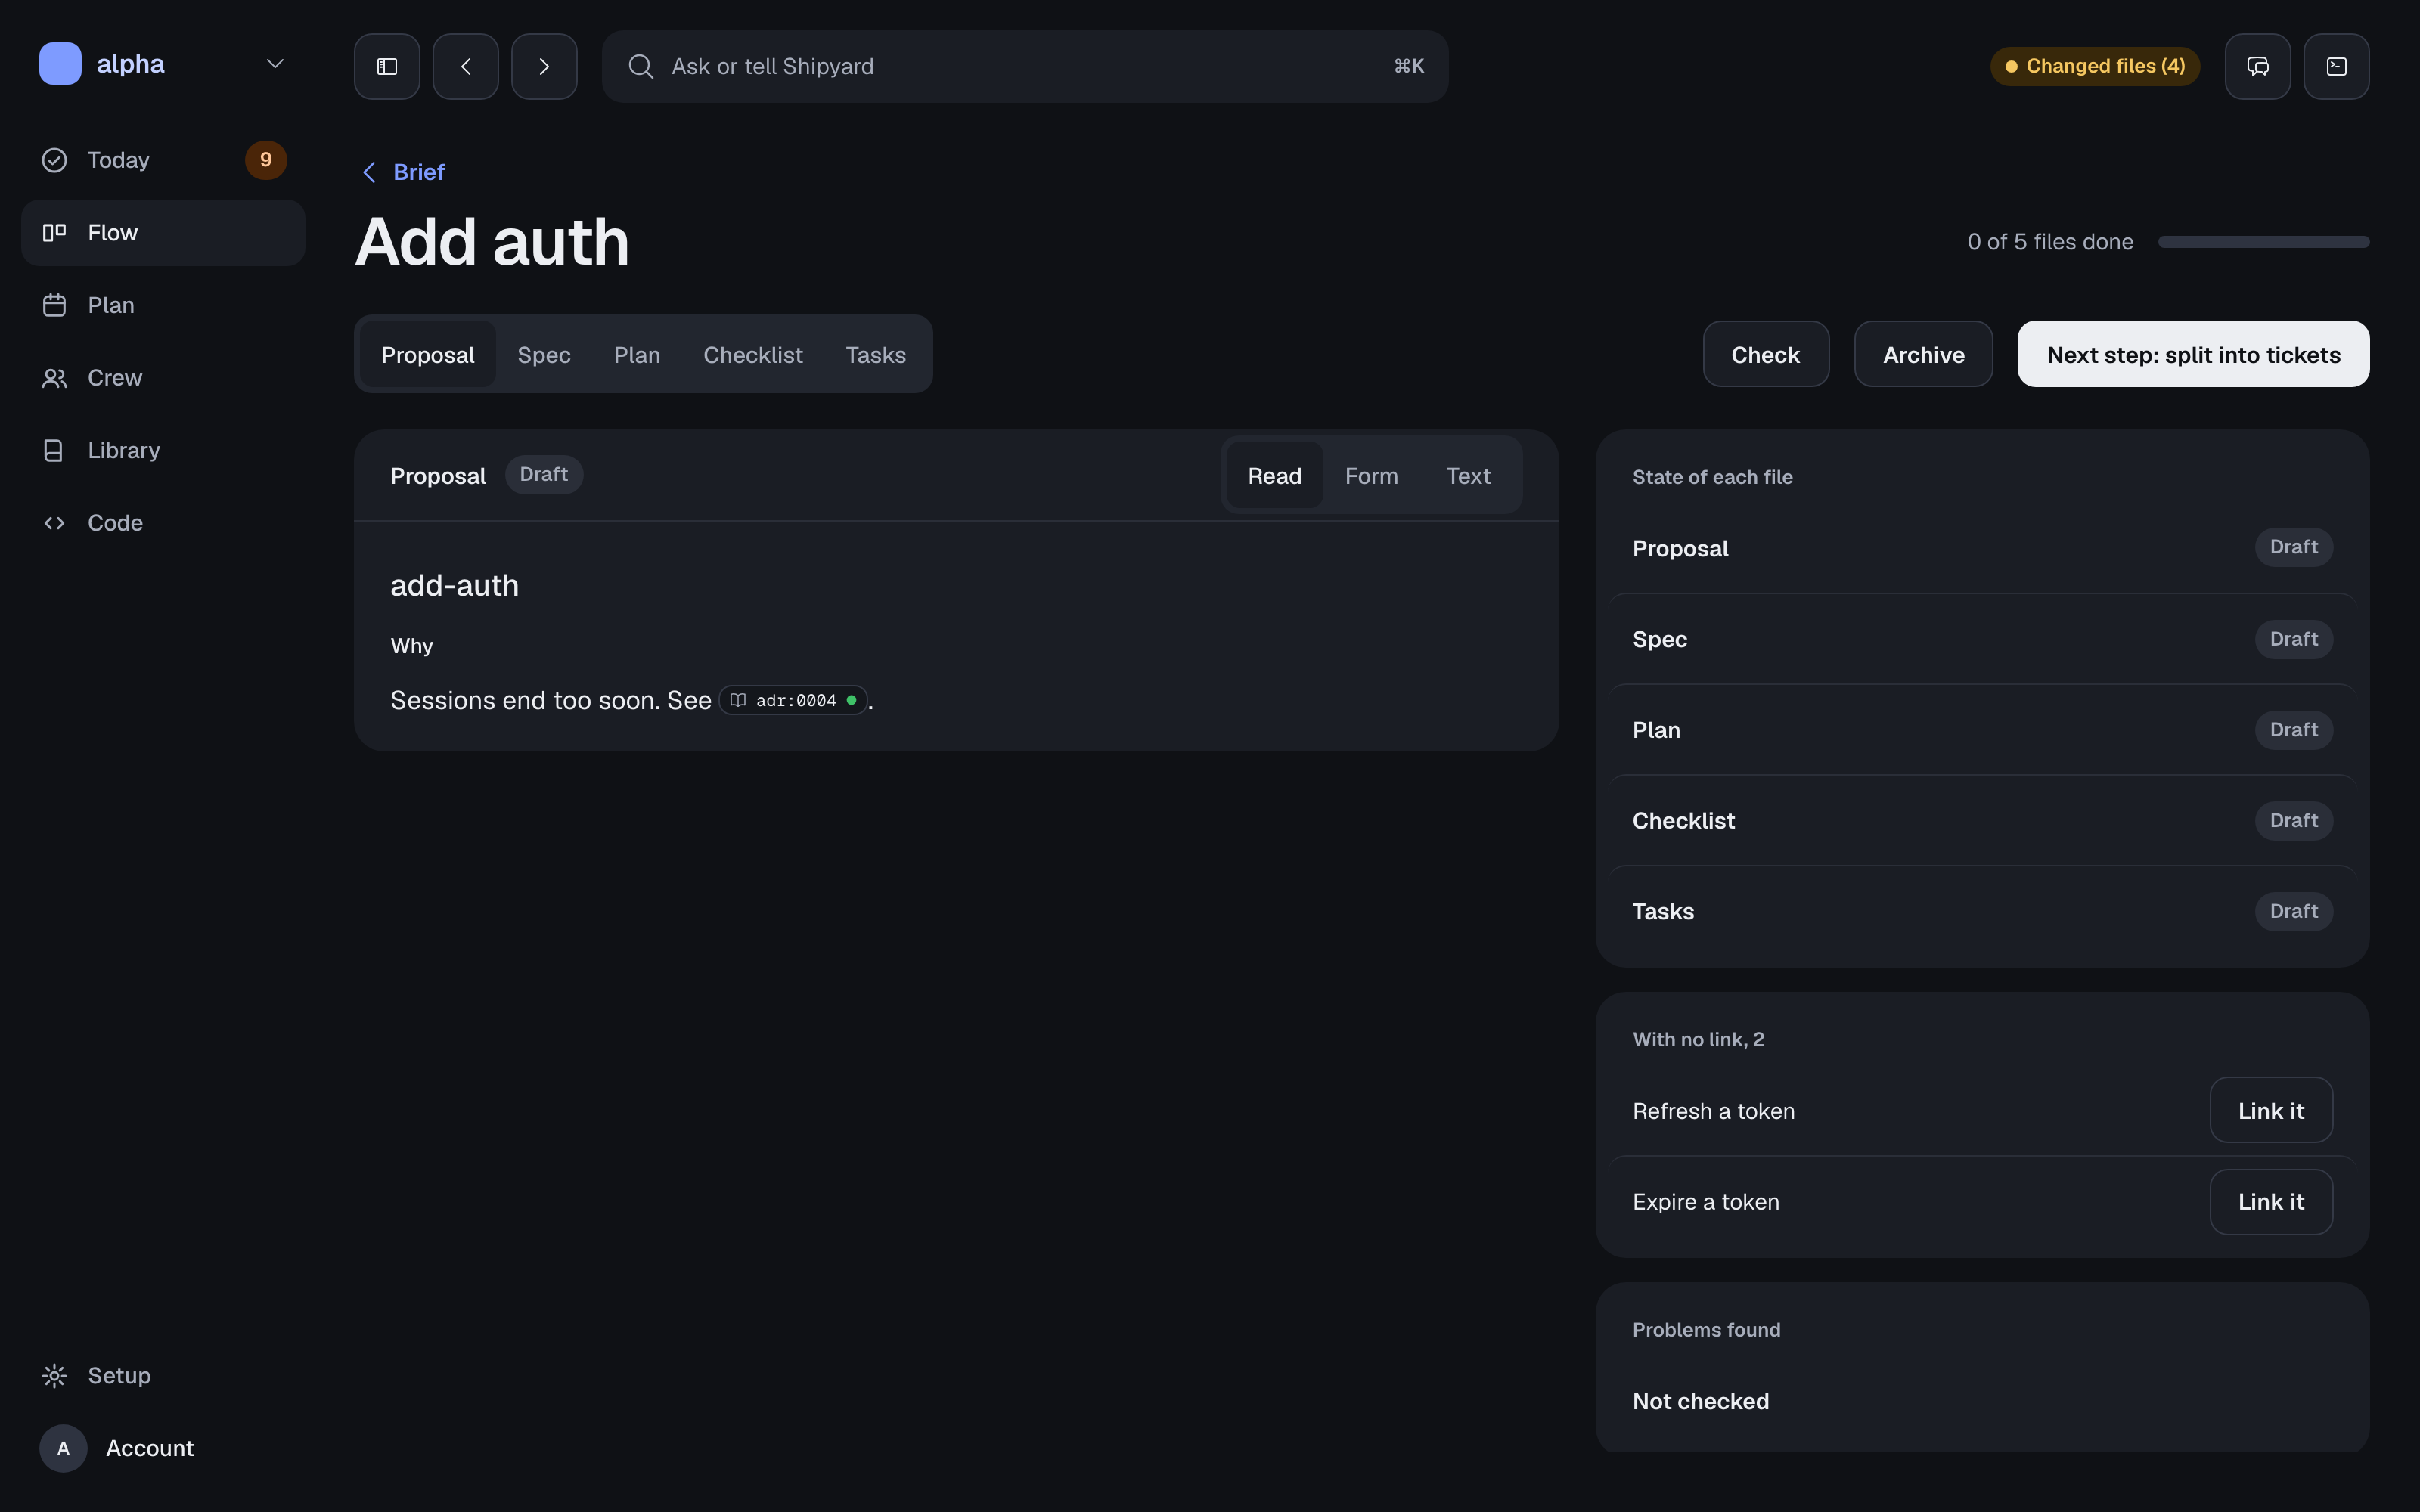 alpha
Ask or tell Shipyard ⌘K
Changed files (4)
Today 9
Flow
Plan
Crew
Library
Code
Setup
A Account
Brief
Add auth
0 of 5 files done
Proposal Spec Plan Checklist Tasks
Check Archive Next step: split into tickets
Proposal Draft
Read Form Text
add-auth
Why
Sessions end too soon. See adr:0004 .
State of each file
Proposal Draft
Spec Draft
Plan Draft
Checklist Draft
Tasks Draft
With no link, 2
Refresh a token Link it
Expire a token Link it
Problems found
Not checked